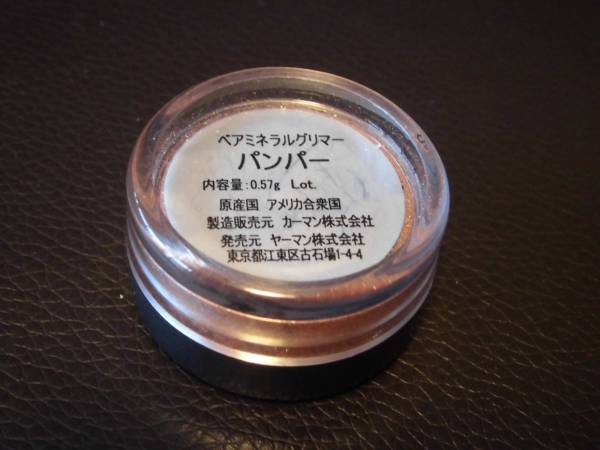 ベアミネラルグリマー
パンパー
内容量:0.57g Lot.
原産国 アメリカ合衆国
製造販売元 カーマン株式会社
発売元 ヤーマン株式会社
東京都江東区古石場1-4-4